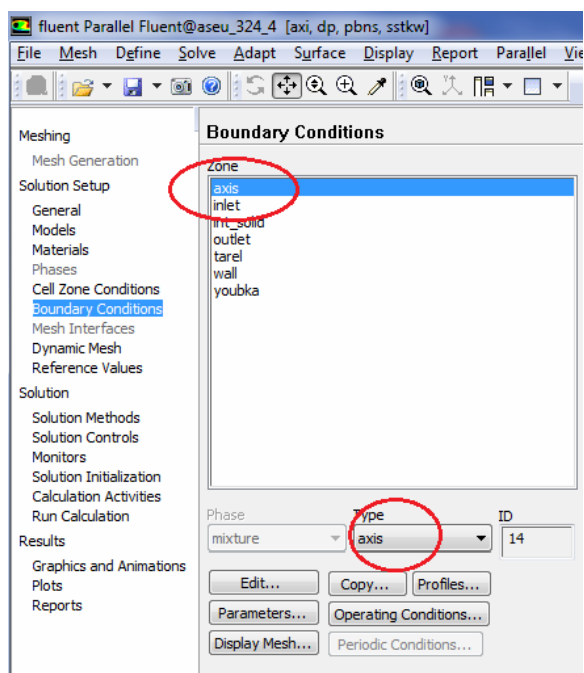 fluent Parallel Fluent@aseu_324_4 [axi, dp, pbns, sstkw]
File Mesh Define Solve Adapt Surface Display Report Parallel Vie
Meshing
Mesh Generation
Solution Setup
General
Models
Materials
Phases
Cell Zone Conditions
Boundary Conditions
Mesh Interfaces
Dynamic Mesh
Reference Values
Solution
Solution Methods
Solution Controls
Monitors
Solution Initialization
Calculation Activities
Run Calculation
Results
Graphics and Animations
Plots
Reports
Boundary Conditions
Zone
axis
inlet
int_solid
outlet
tarel
wall
youbka
Phase Type ID
mixture axis 14
Edit... Copy... Profiles...
Parameters... Operating Conditions...
Display Mesh... Periodic Conditions...